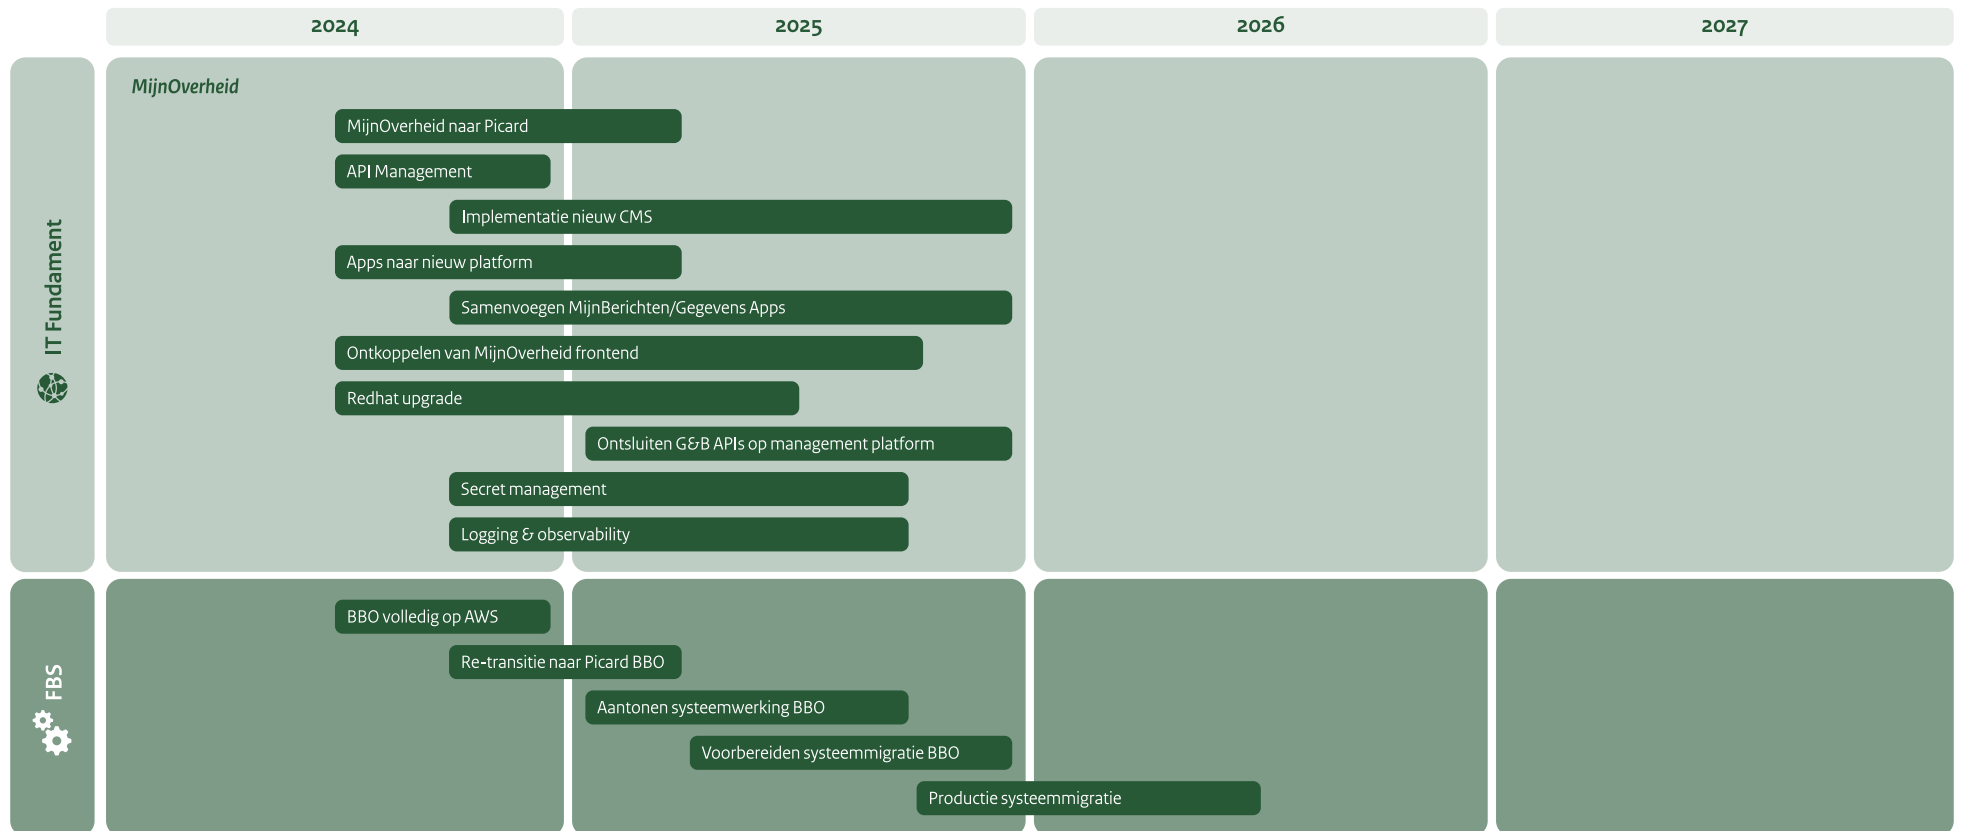 2024
2025
2026
2027
IT Fundament
MijnOverheid
MijnOverheid naar Picard
API Management
Implementatie nieuw CMS
Apps naar nieuw platform
Samenvoegen MijnBerichten/Gegevens Apps
Ontkoppelen van MijnOverheid frontend
Redhat upgrade
Ontsluiten G&B APIs op management platform
Secret management
Logging & observability
FBS
BBO volledig op AWS
Re-transitie naar Picard BBO
Aantonen systeemwerking BBO
Voorbereiden systeemmigratie BBO
Productie systeemmigratie